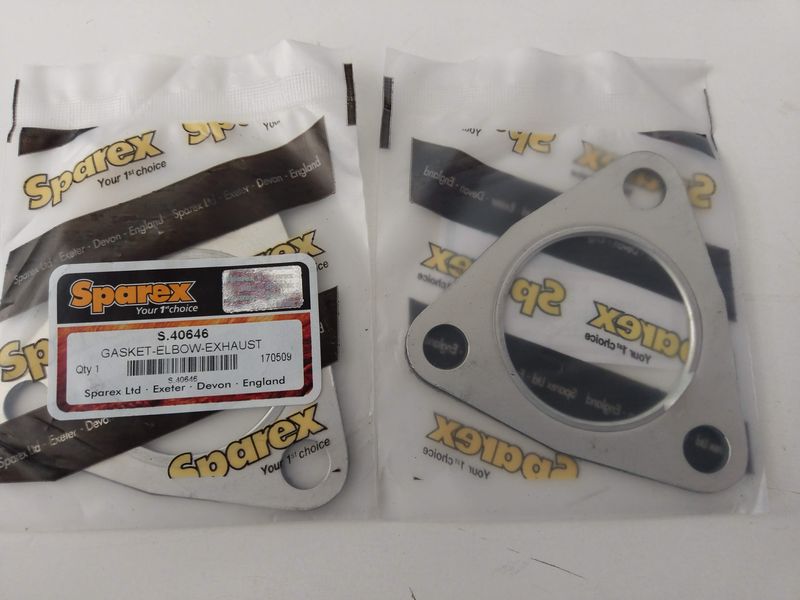 Sparex
Your 1st choice
Sparex Ltd · Exeter · Devon · England
Sparex
Your 1st choice
S.40646
GASKET-ELBOW-EXHAUST
Qty 1
170509
S.40646
Sparex Ltd · Exeter · Devon · England
Sparex
Your 1st choice
Sparex
Your 1st choice
Sparex
Your 1st choice